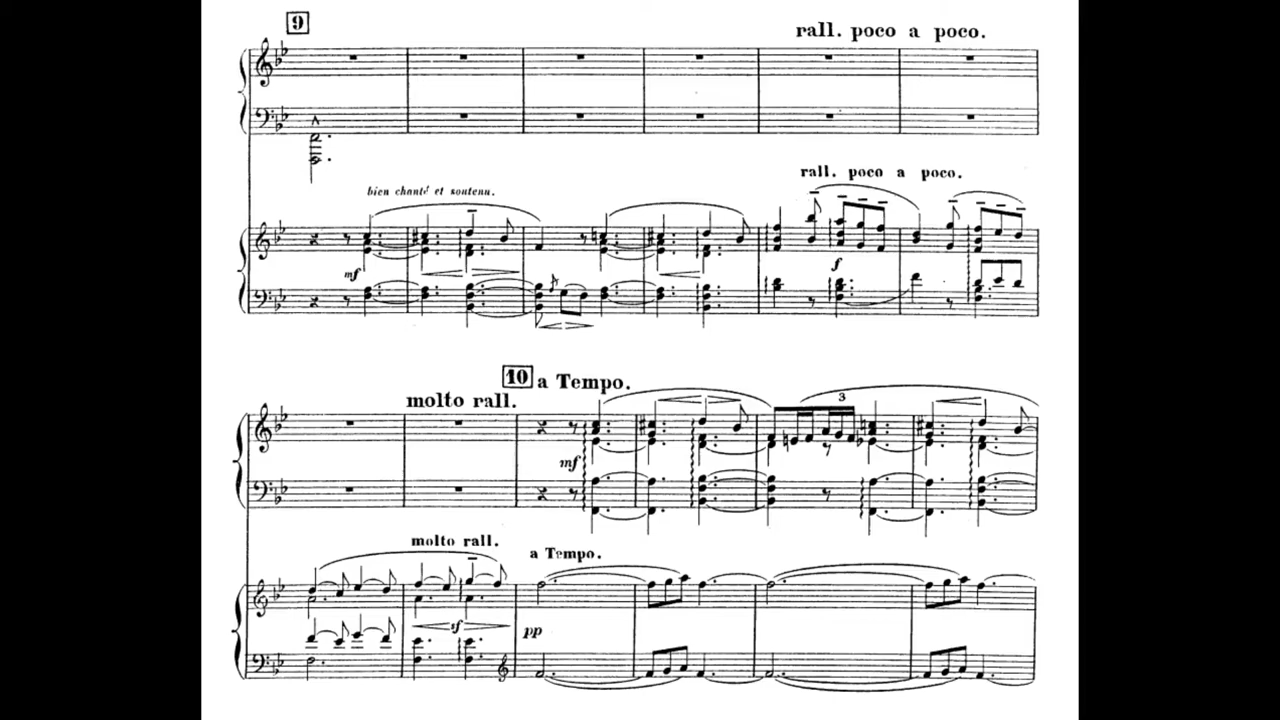 9
rall. poco a poco.
rall. poco a poco.
bien chanté et soutenu.
mf
f
10 a Tempo.
molto rall.
3
mf
molto rall.
a Tempo.
sf
pp